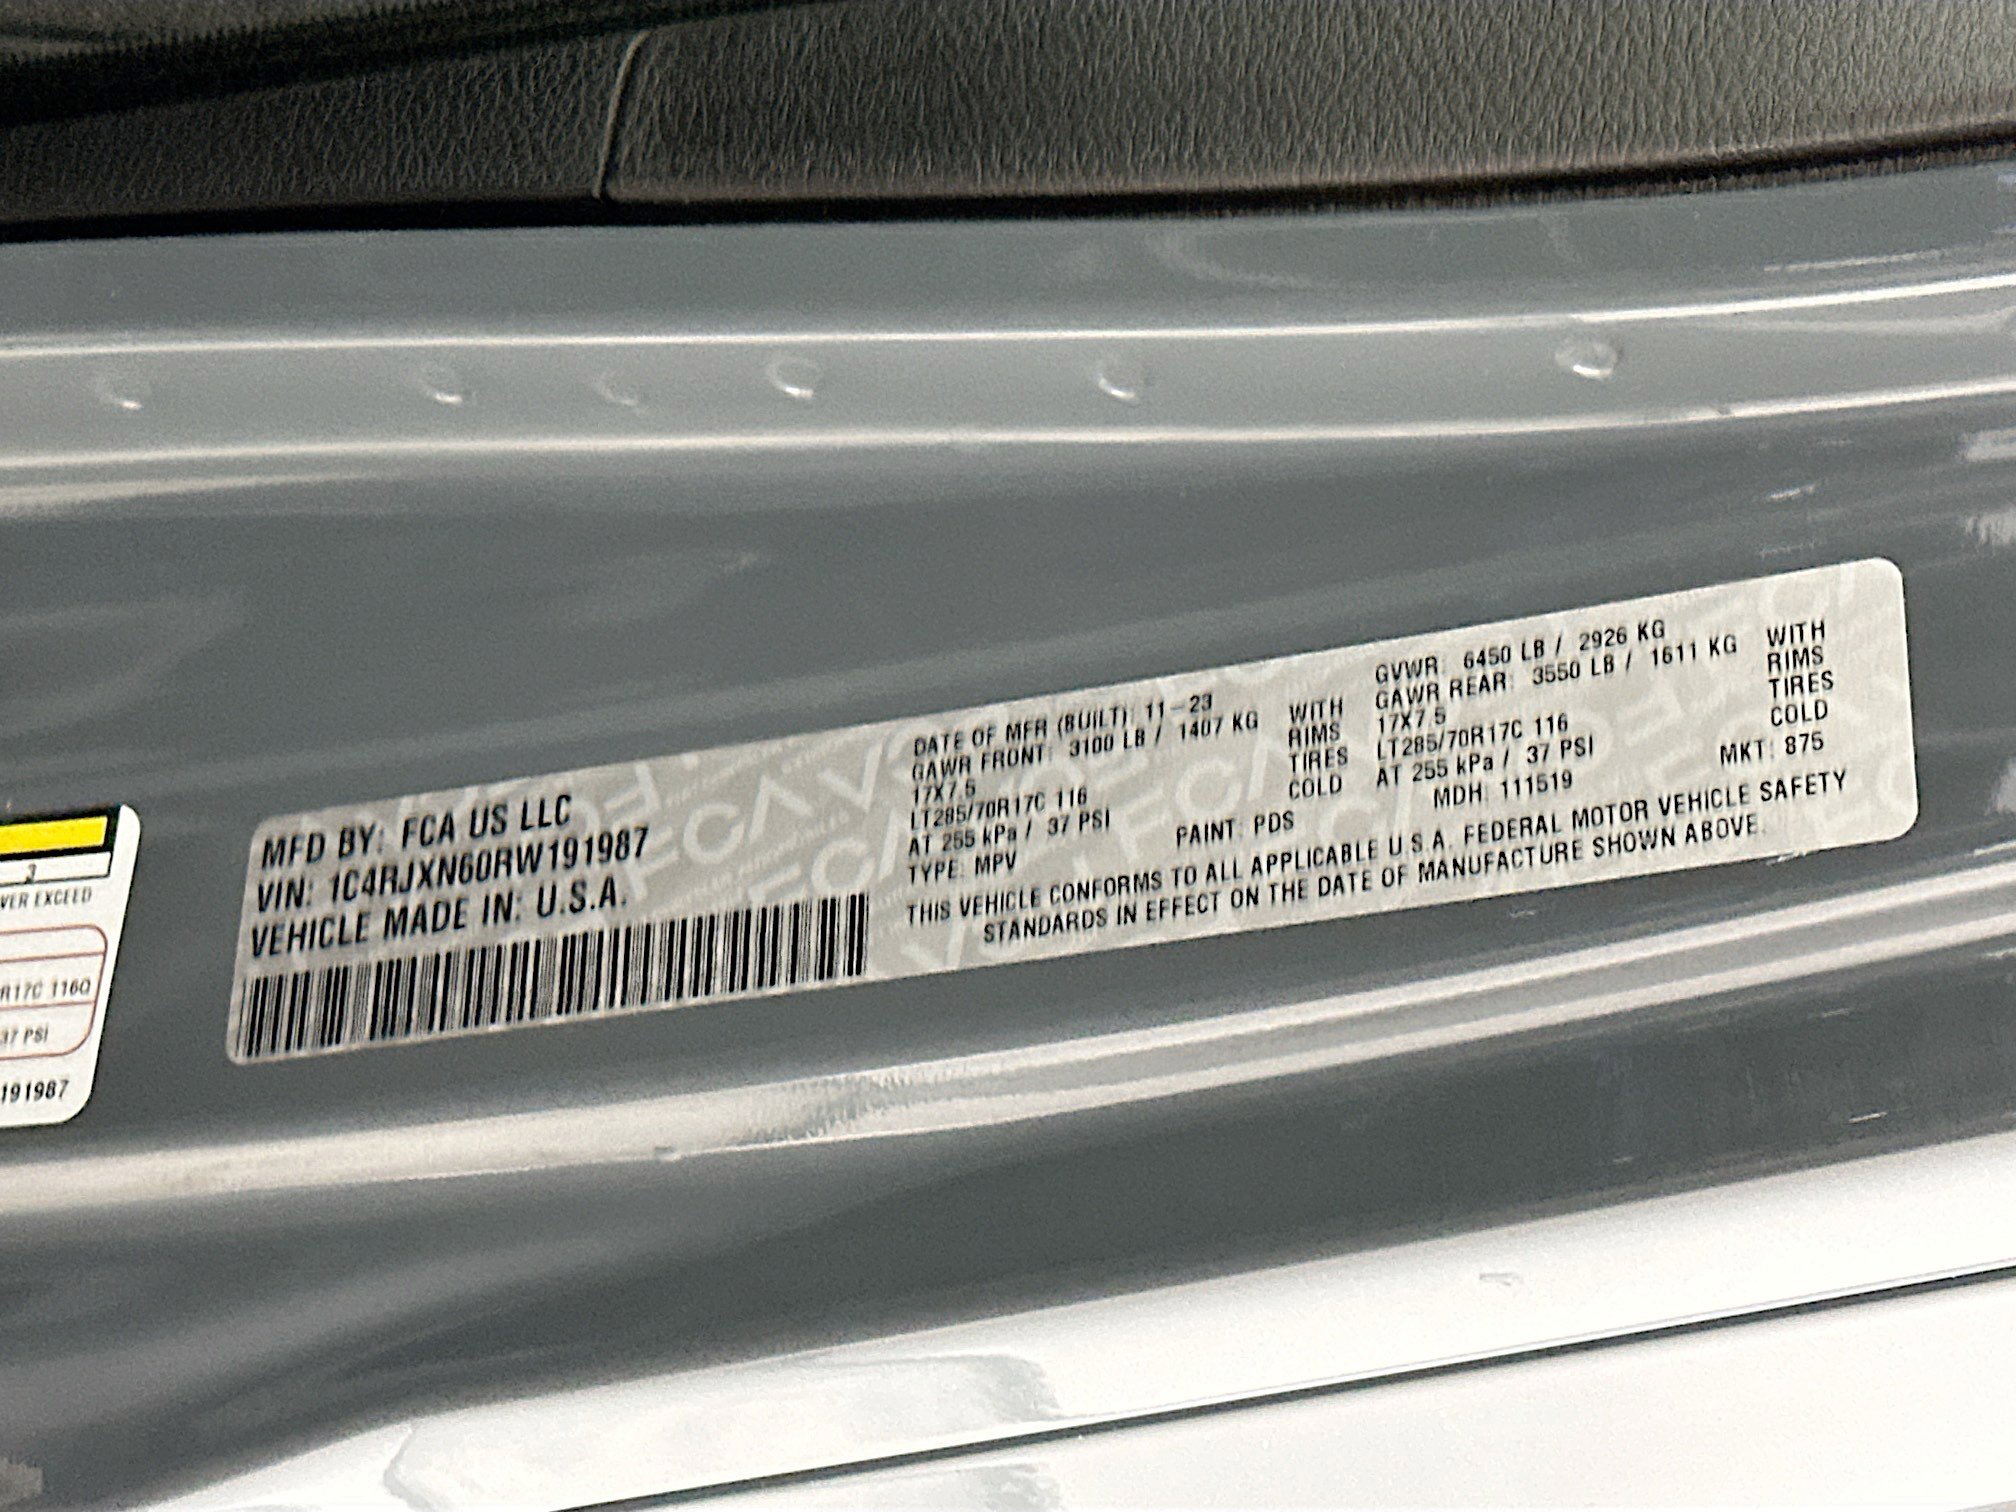 3
VER EXCEED
R17C 116Q
37 PSI
191987
MFD BY: FCA US LLC
VIN: 1C4RJXN60RW191987
VEHICLE MADE IN: U.S.A.
DATE OF MFR (BUILT): 11-23
GAWR FRONT: 3100 LB / 1407 KG WITH
17X7.5 RIMS
LT285/70R17C 116 TIRES
AT 255 kPa / 37 PSI COLD
TYPE: MPV PAINT: PDS
GVWR: 6450 LB / 2926 KG
GAWR REAR: 3550 LB / 1611 KG WITH
17X7.5 RIMS
LT285/70R17C 116 TIRES
AT 255 kPa / 37 PSI COLD
MDH: 111519 MKT: 875
THIS VEHICLE CONFORMS TO ALL APPLICABLE U.S.A. FEDERAL MOTOR VEHICLE SAFETY
STANDARDS IN EFFECT ON THE DATE OF MANUFACTURE SHOWN ABOVE.